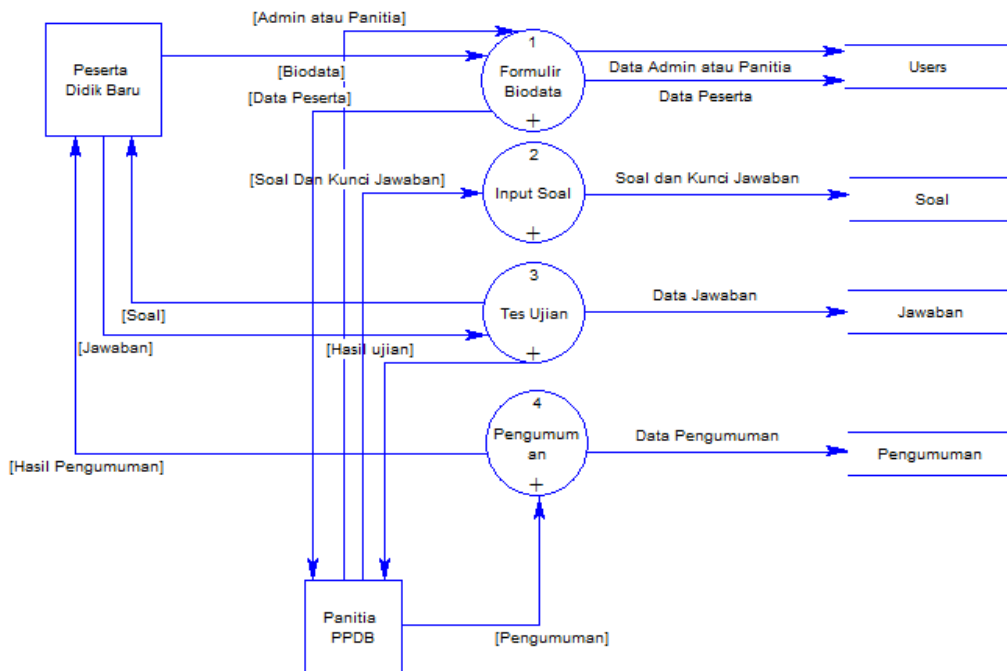 [Admin atau Panitia]
1
Peserta
Didik Baru
[Biodata]
Formulir
Biodata
Data Admin atau Panitia
Users
[Data Peserta]
Data Peserta
+
2
[Soal Dan Kunci Jawaban]
Input Soal
Soal dan Kunci Jawaban
Soal
+
3
[Soal]
Tes Ujian
Data Jawaban
Jawaban
[Jawaban]
[Hasil ujian]
+
4
Pengumum
an
Data Pengumuman
Pengumuman
[Hasil Pengumuman]
+
Panitia
PPDB
[Pengumuman]